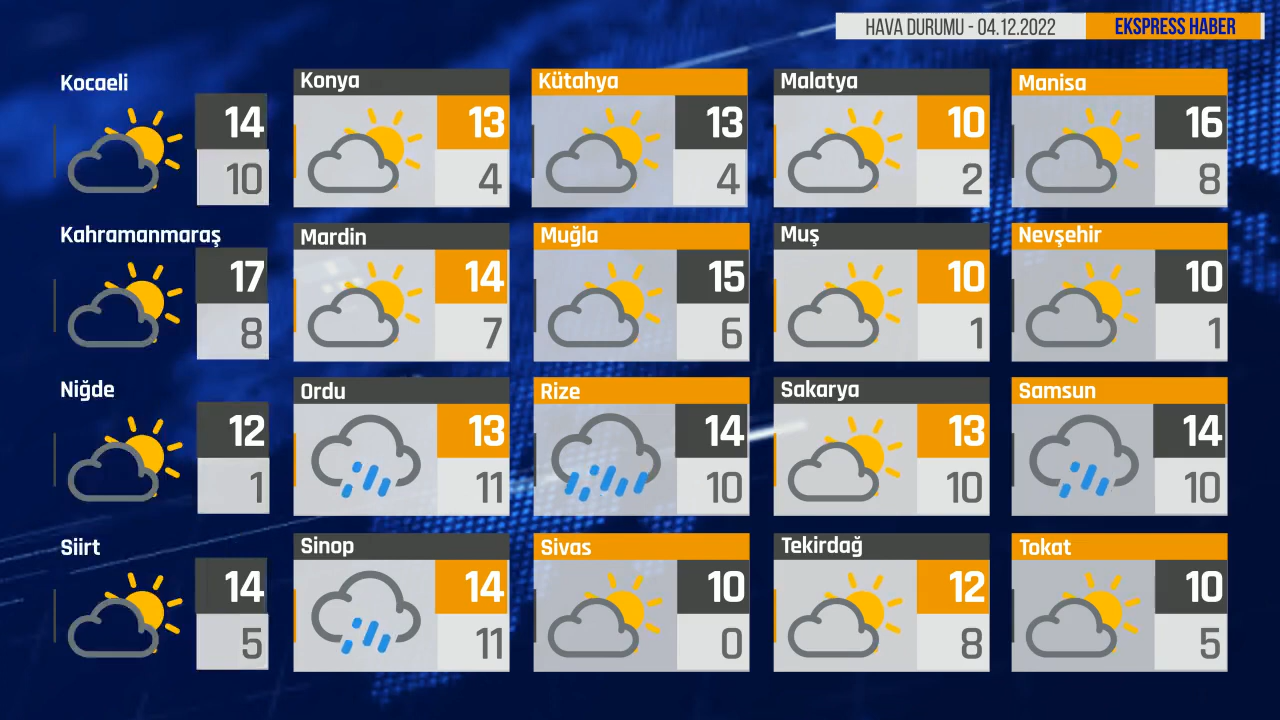 HAVA DURUMU - 04.12.2022 EKSPRESS HABER
Kocaeli
14
10
Konya
13
4
Kütahya
13
4
Malatya
10
2
Manisa
16
8
Kahramanmaraş
17
8
Mardin
14
7
Muğla
15
6
Muş
10
1
Nevşehir
10
1
Niğde
12
1
Ordu
13
11
Rize
14
10
Sakarya
13
10
Samsun
14
10
Siirt
14
5
Sinop
14
11
Sivas
10
0
Tekirdağ
12
8
Tokat
10
5